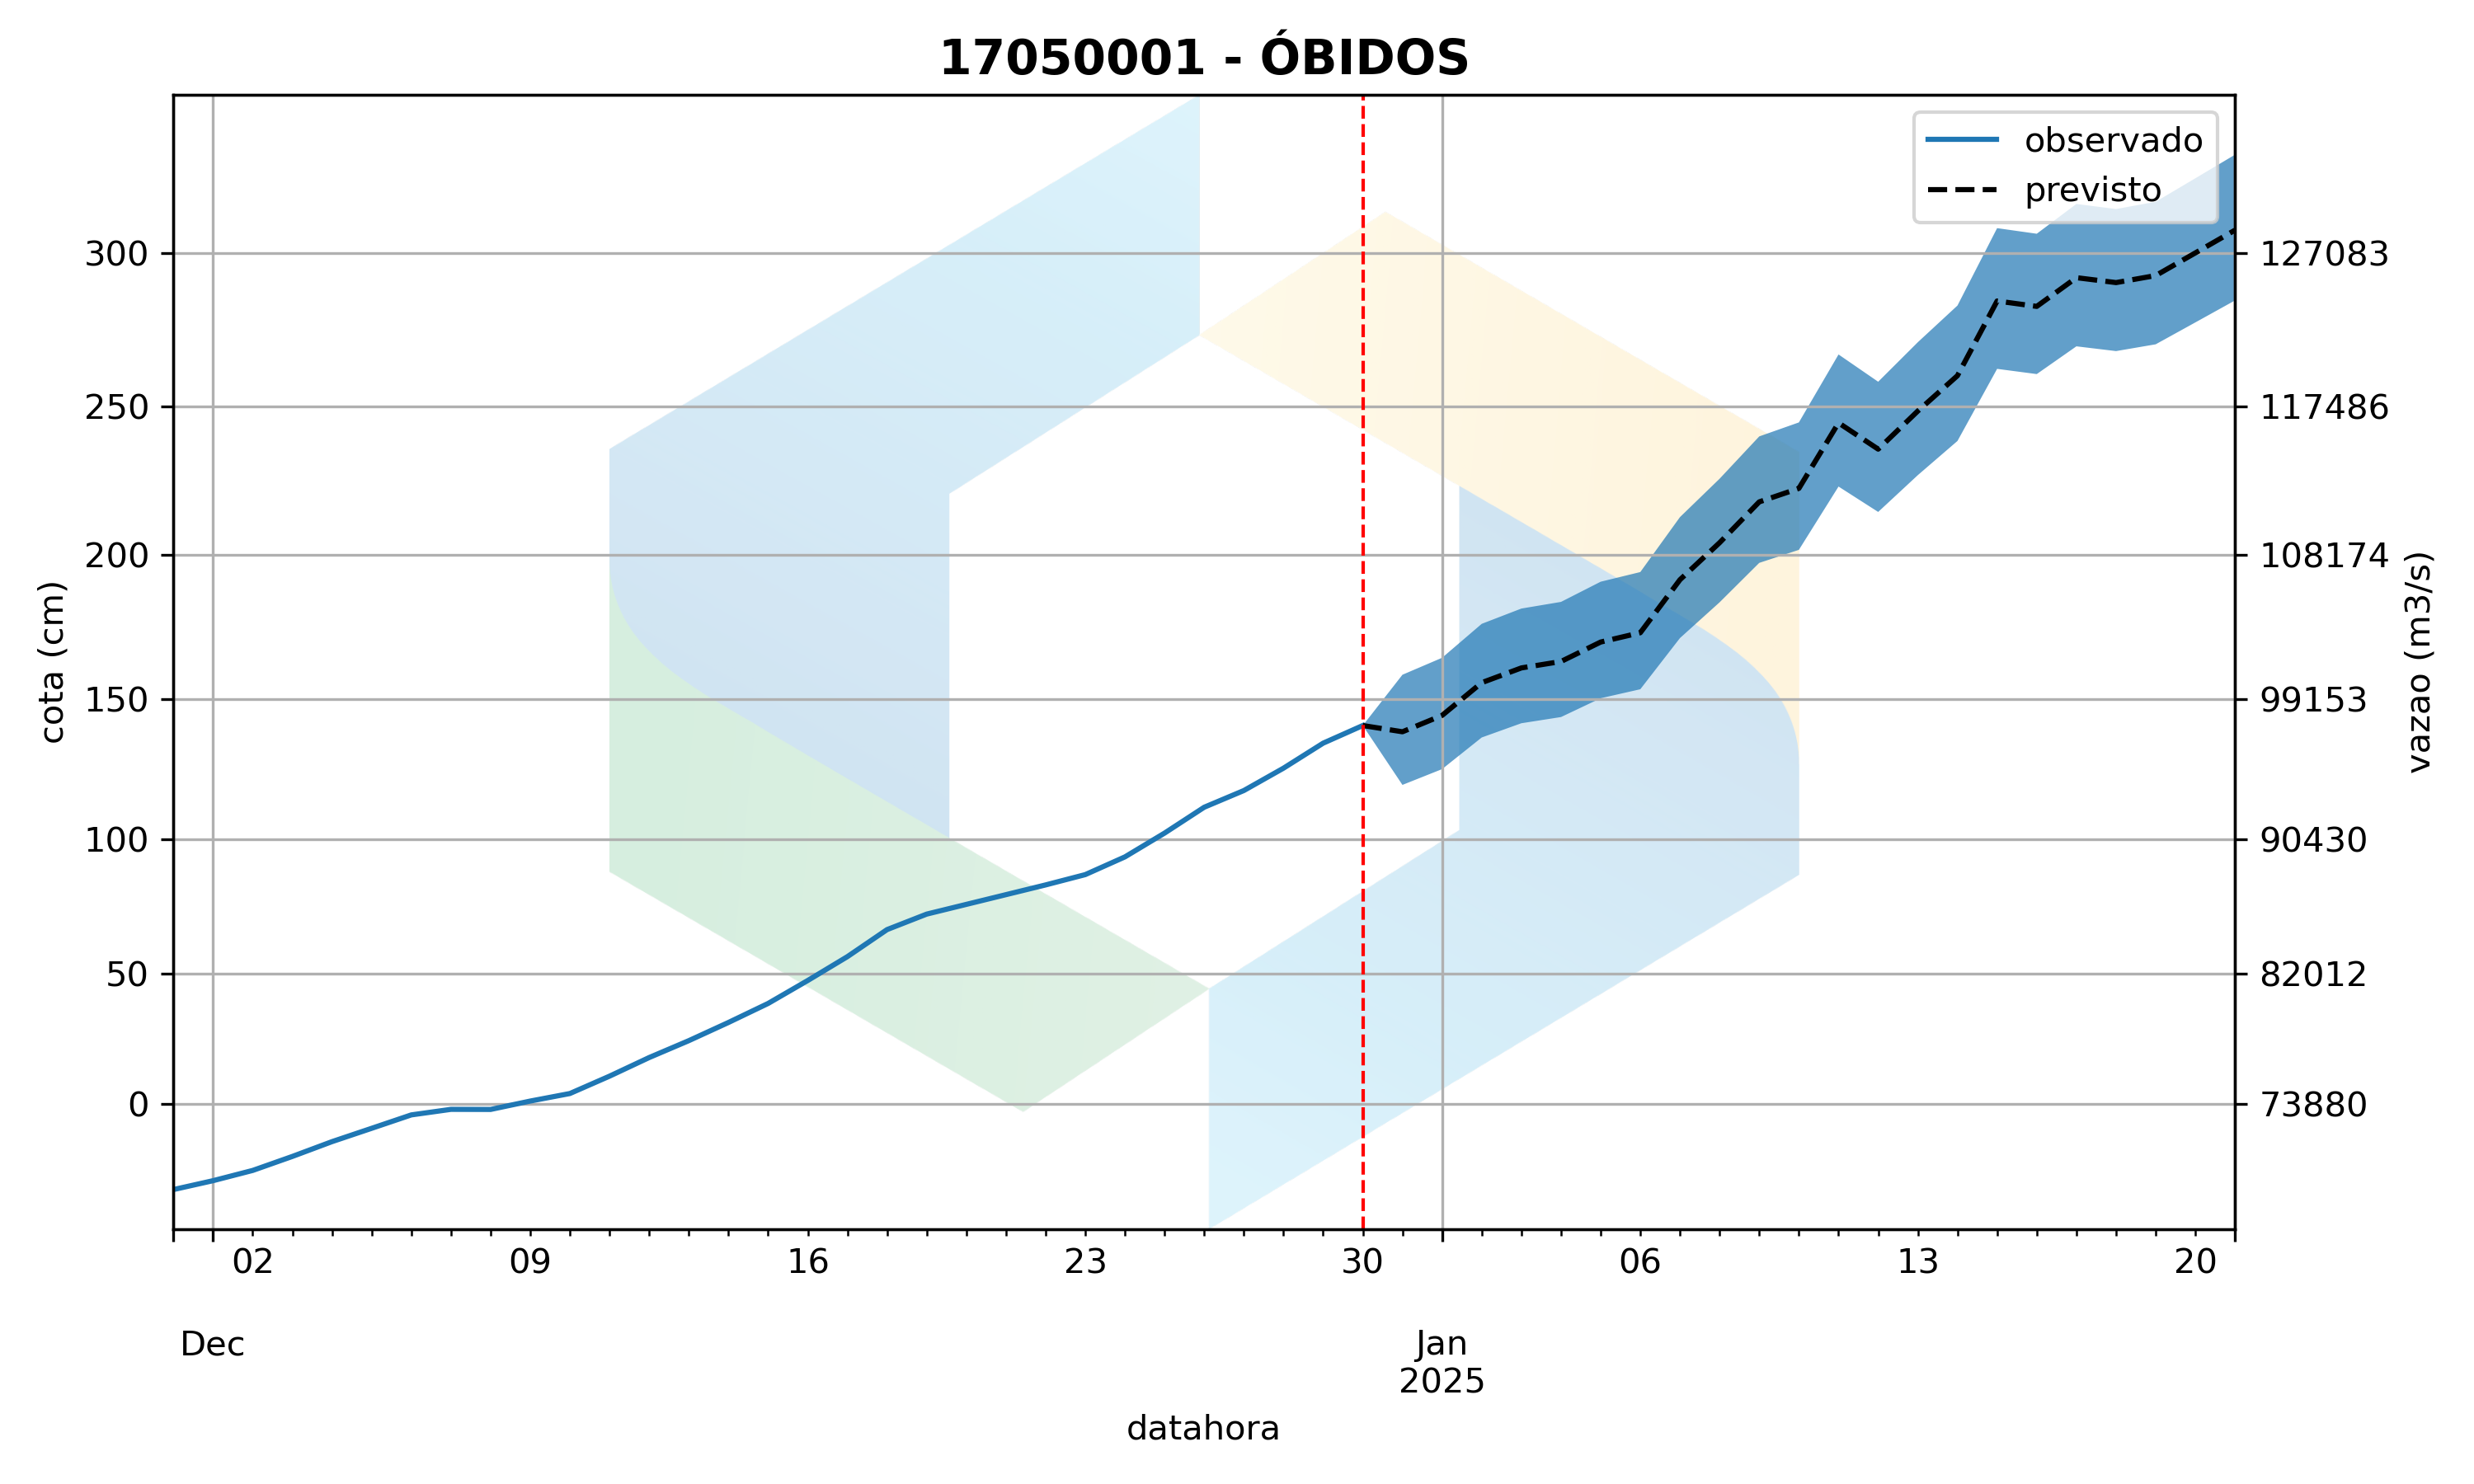 17050001 - ÓBIDOS
observado
previsto
cota (cm)
300
250
200
150
100
50
0
127083
117486
108174
99153
90430
82012
73880
vazao (m3/s)
02
09
16
23
30
06
13
20
Dec
Jan
2025
datahora